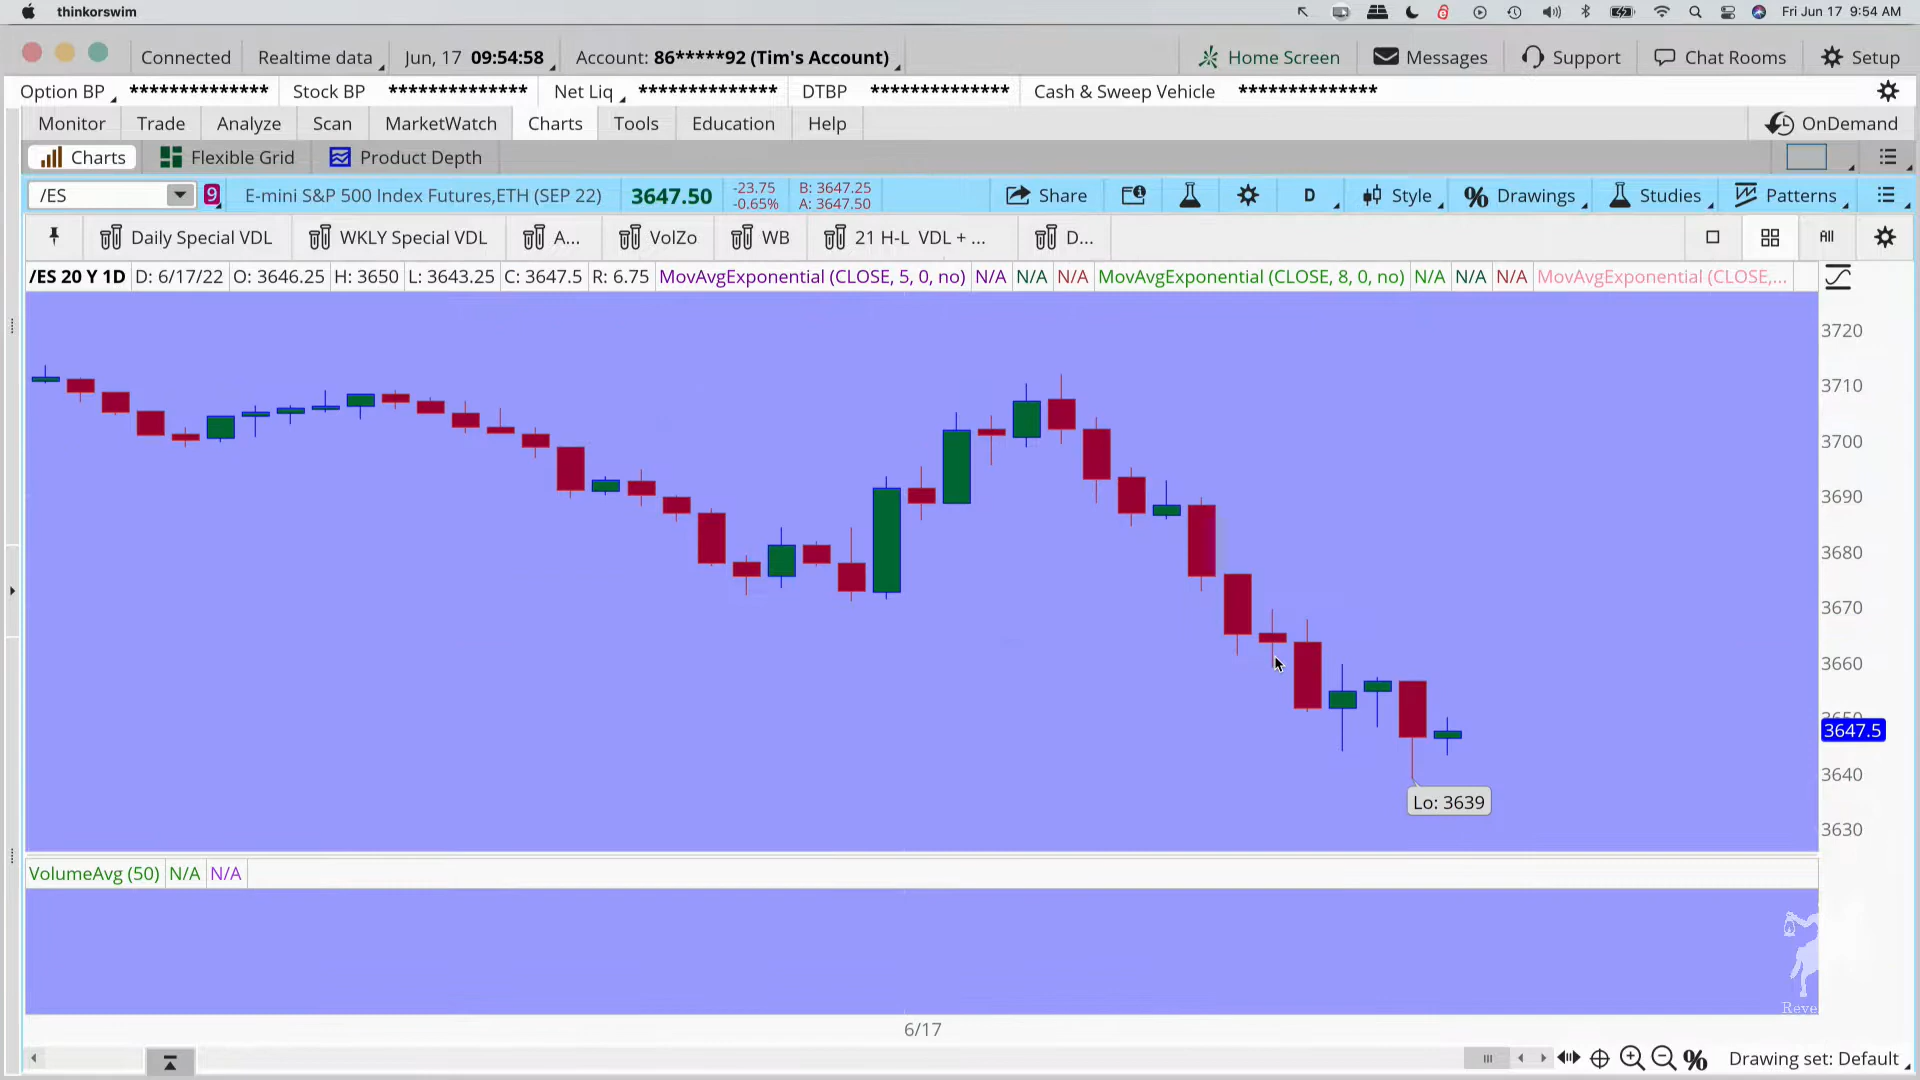 thinkorswim
Fri Jun 17 9:54 AM
Connected
Realtime data
Jun, 17 09:54:58
Account: 86*****92 (Tim's Account)
Home Screen
Messages
Support
Chat Rooms
Setup
Option BP **************
Stock BP **************
Net Liq **************
DTBP **************
Cash & Sweep Vehicle **************
Monitor
Trade
Analyze
Scan
MarketWatch
Charts
Tools
Education
Help
OnDemand
Charts
Flexible Grid
Product Depth
/ES
9
E-mini S&P 500 Index Futures,ETH (SEP 22)
3647.50
-23.75
-0.65%
B: 3647.25
A: 3647.50
Share
D
Style
Drawings
Studies
Patterns
Daily Special VDL
WKLY Special VDL
A...
VolZo
WB
21 H-L VDL + ...
D...
All
/ES 20 Y 1D D: 6/17/22 O: 3646.25 H: 3650 L: 3643.25 C: 3647.5 R: 6.75 MovAvgExponential (CLOSE, 5, 0, no) N/A N/A N/A MovAvgExponential (CLOSE, 8, 0, no) N/A N/A N/A MovAvgExponential (CLOSE,...
3720
3710
3700
3690
3680
3670
3660
3650
3647.5
3640
3630
Lo: 3639
VolumeAvg (50) N/A N/A
Reve
6/17
Drawing set: Default